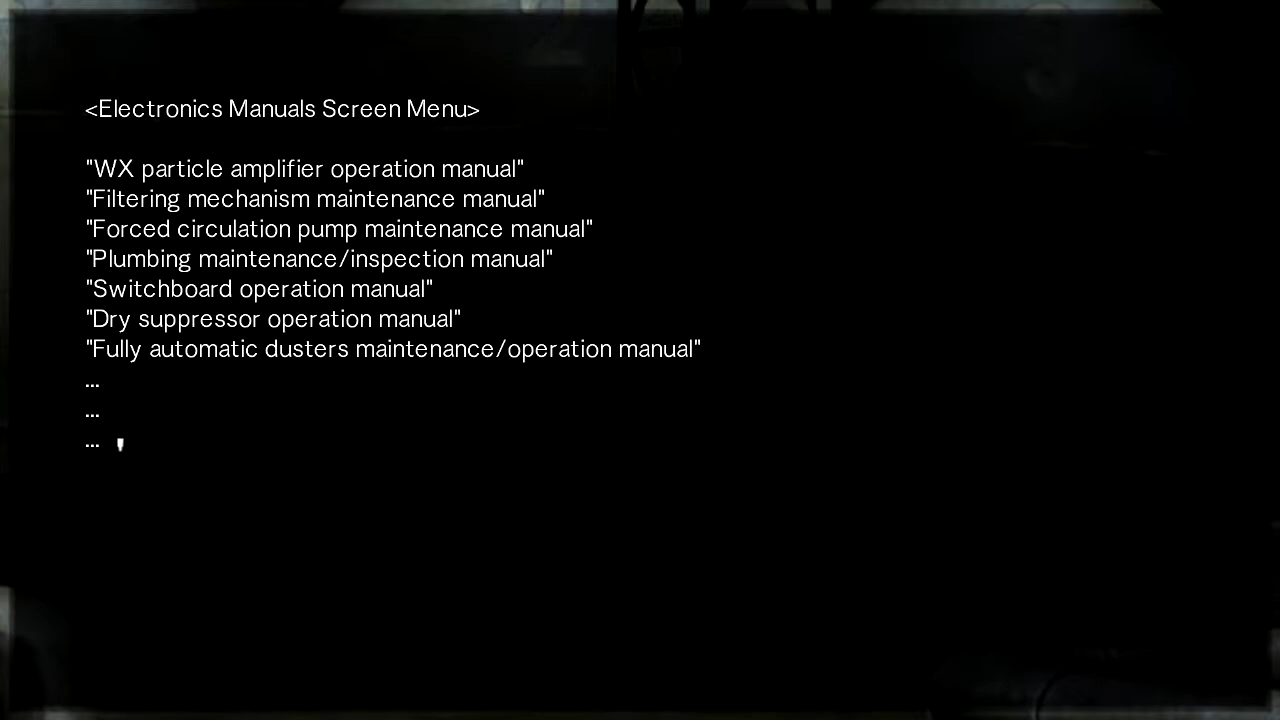 <Electronics Manuals Screen Menu>
"WX particle amplifier operation manual"
"Filtering mechanism maintenance manual"
"Forced circulation pump maintenance manual"
"Plumbing maintenance/inspection manual"
"Switchboard operation manual"
"Dry suppressor operation manual"
"Fully automatic dusters maintenance/operation manual"
...
...
...